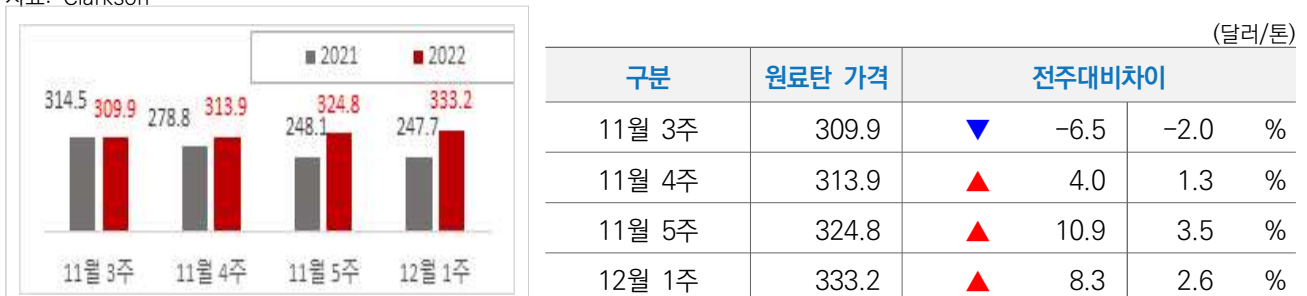 자료: Clarkson
■ 2021 ■ 2022
314.5 309.9 278.8 313.9 248.1 324.8 247.7 333.2
11월 3주 11월 4주 11월 5주 12월 1주
(달러/톤)
구분 원료탄 가격 전주대비차이
11월 3주 309.9 ▼ -6.5 -2.0 %
11월 4주 313.9 ▲ 4.0 1.3 %
11월 5주 324.8 ▲ 10.9 3.5 %
12월 1주 333.2 ▲ 8.3 2.6 %